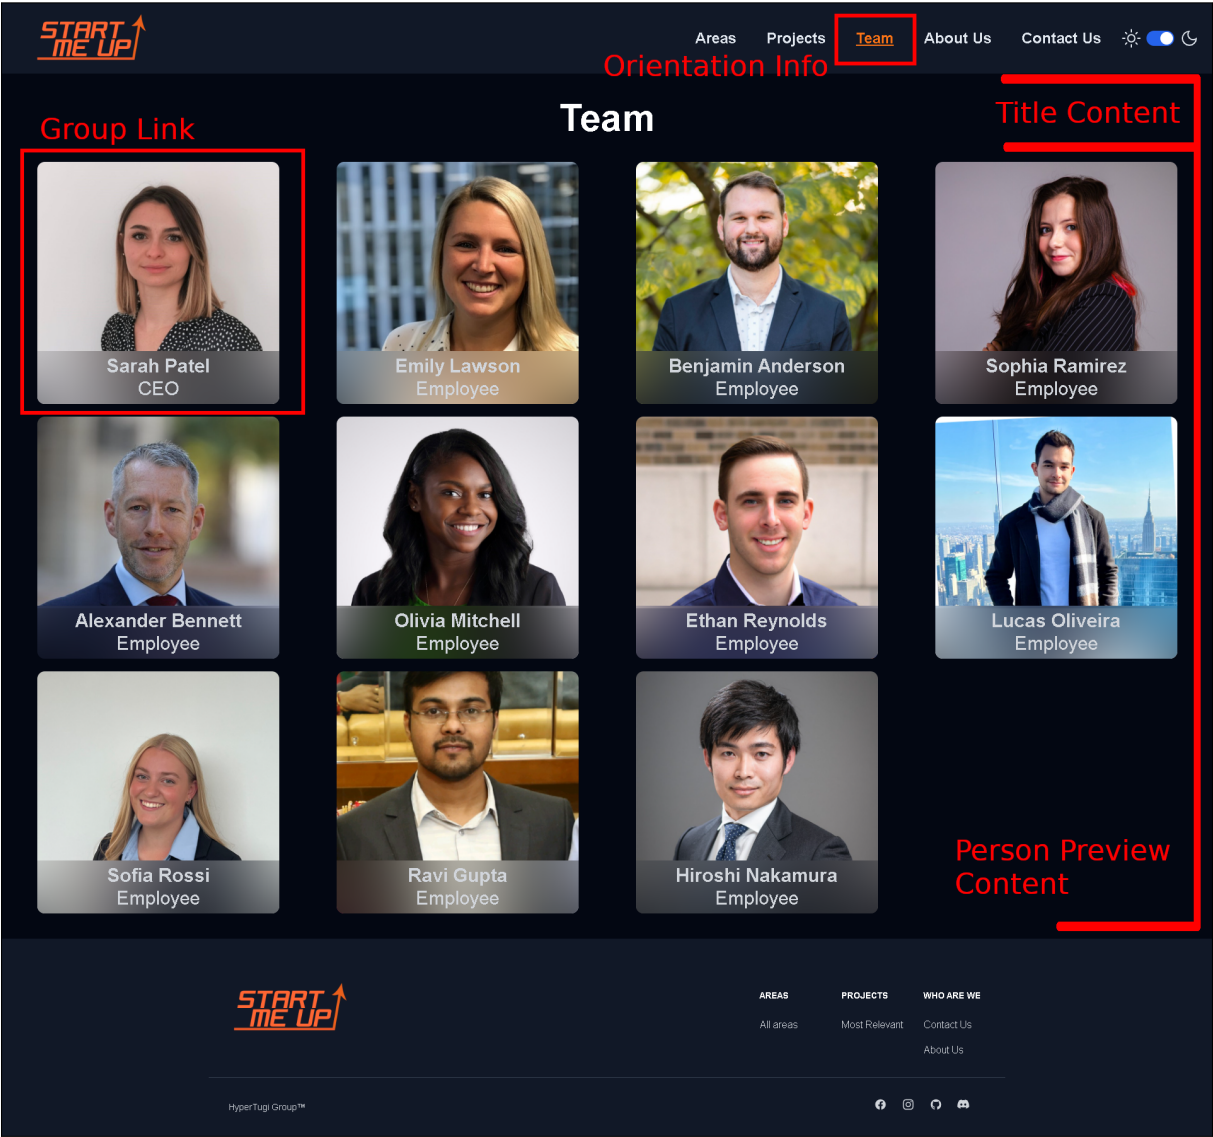 START
ME UP
Areas Projects Team About Us Contact Us
Orientation Info
Title Content
Team
Group Link
Sarah Patel
CEO
Emily Lawson
Employee
Benjamin Anderson
Employee
Sophia Ramirez
Employee
Alexander Bennett
Employee
Olivia Mitchell
Employee
Ethan Reynolds
Employee
Lucas Oliveira
Employee
Sofia Rossi
Employee
Ravi Gupta
Employee
Hiroshi Nakamura
Employee
Person Preview
Content
START
ME UP
AREAS PROJECTS WHO ARE WE
All areas Most Relevant Contact Us
About Us
HyperTugi Group™